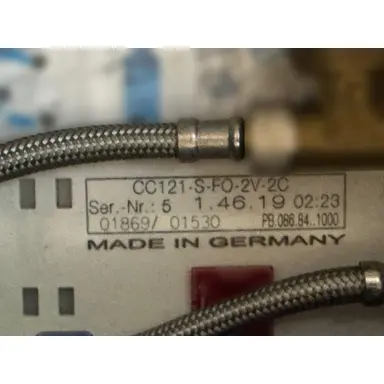 CC121-S-FO-2V-2C
Ser.-Nr.: 5 1.46.19 02:23
01869/ 01530 PB.086.84..1000
MADE IN GERMANY